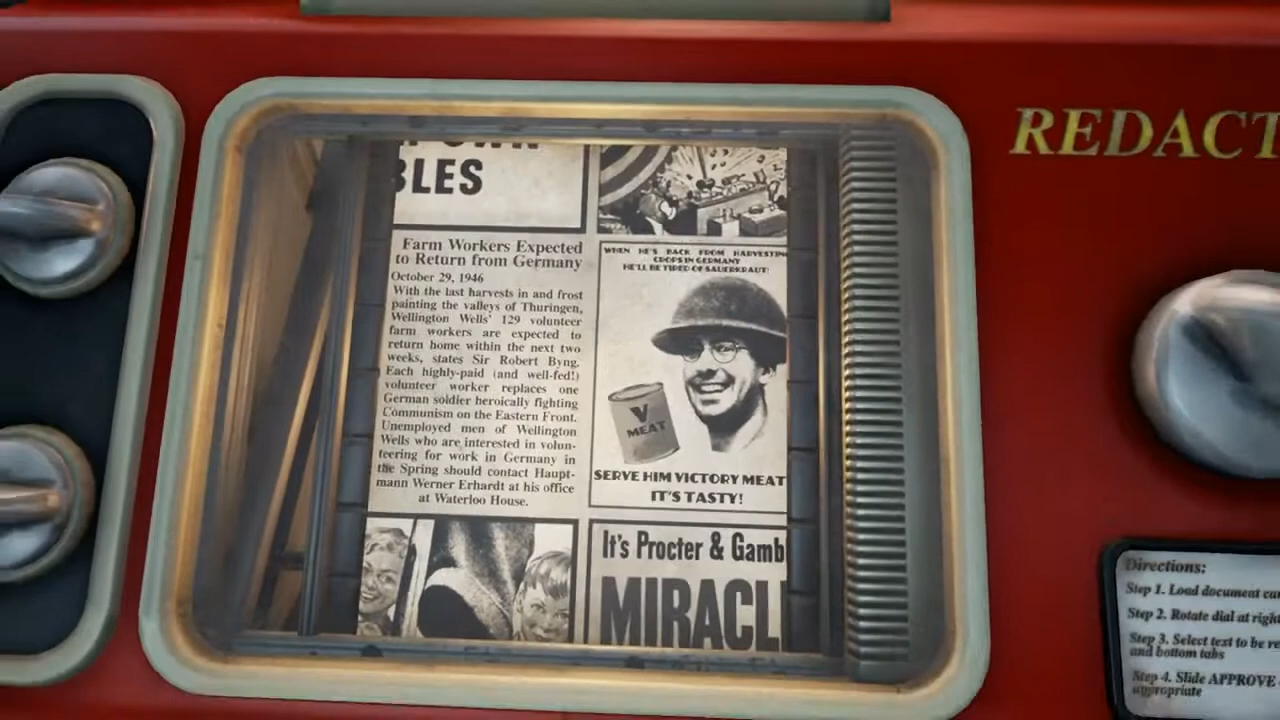 BLES
REDACT
Farm Workers Expected
to Return from Germany
October 29, 1946
With the last harvests in and frost
painting the valleys of Thuringen,
Wellington Wells' 129 volunteer
farm workers are expected to
return home within the next two
weeks, states Sir Robert Byng.
Each highly-paid (and well-fed!)
volunteer worker replaces one
German soldier heroically fighting
Communism on the Eastern Front.
Unemployed men of Wellington
Wells who are interested in volun-
teering for work in Germany in
the Spring should contact Haupt-
mann Werner Erhardt at his office
at Waterloo House.
WHEN HE'S BACK FROM HARVESTIN
CROPS IN GERMANY
HE'LL BE TIRED OF SAUERKRAUT!
V
MEAT
SERVE HIM VICTORY MEAT
IT'S TASTY!
It's Procter & Gamb
MIRACL
Directions:
Step 1. Load document
Step 2. Rotate dial at right
Step 3. Select text to be re
and bottom tabs
Step 4. Slide APPROVE
appropriate